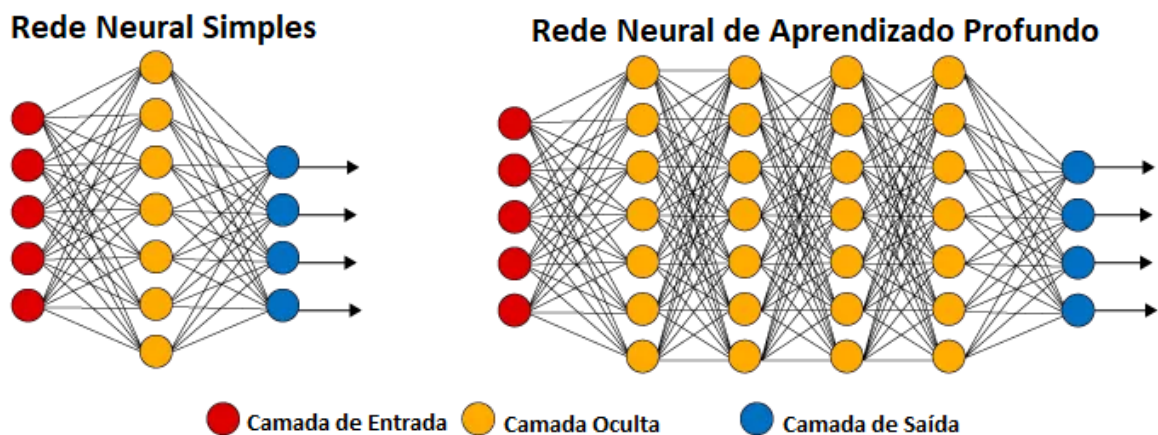 Rede Neural Simples
Rede Neural de Aprendizado Profundo
Camada de Entrada
Camada Oculta
Camada de Saída